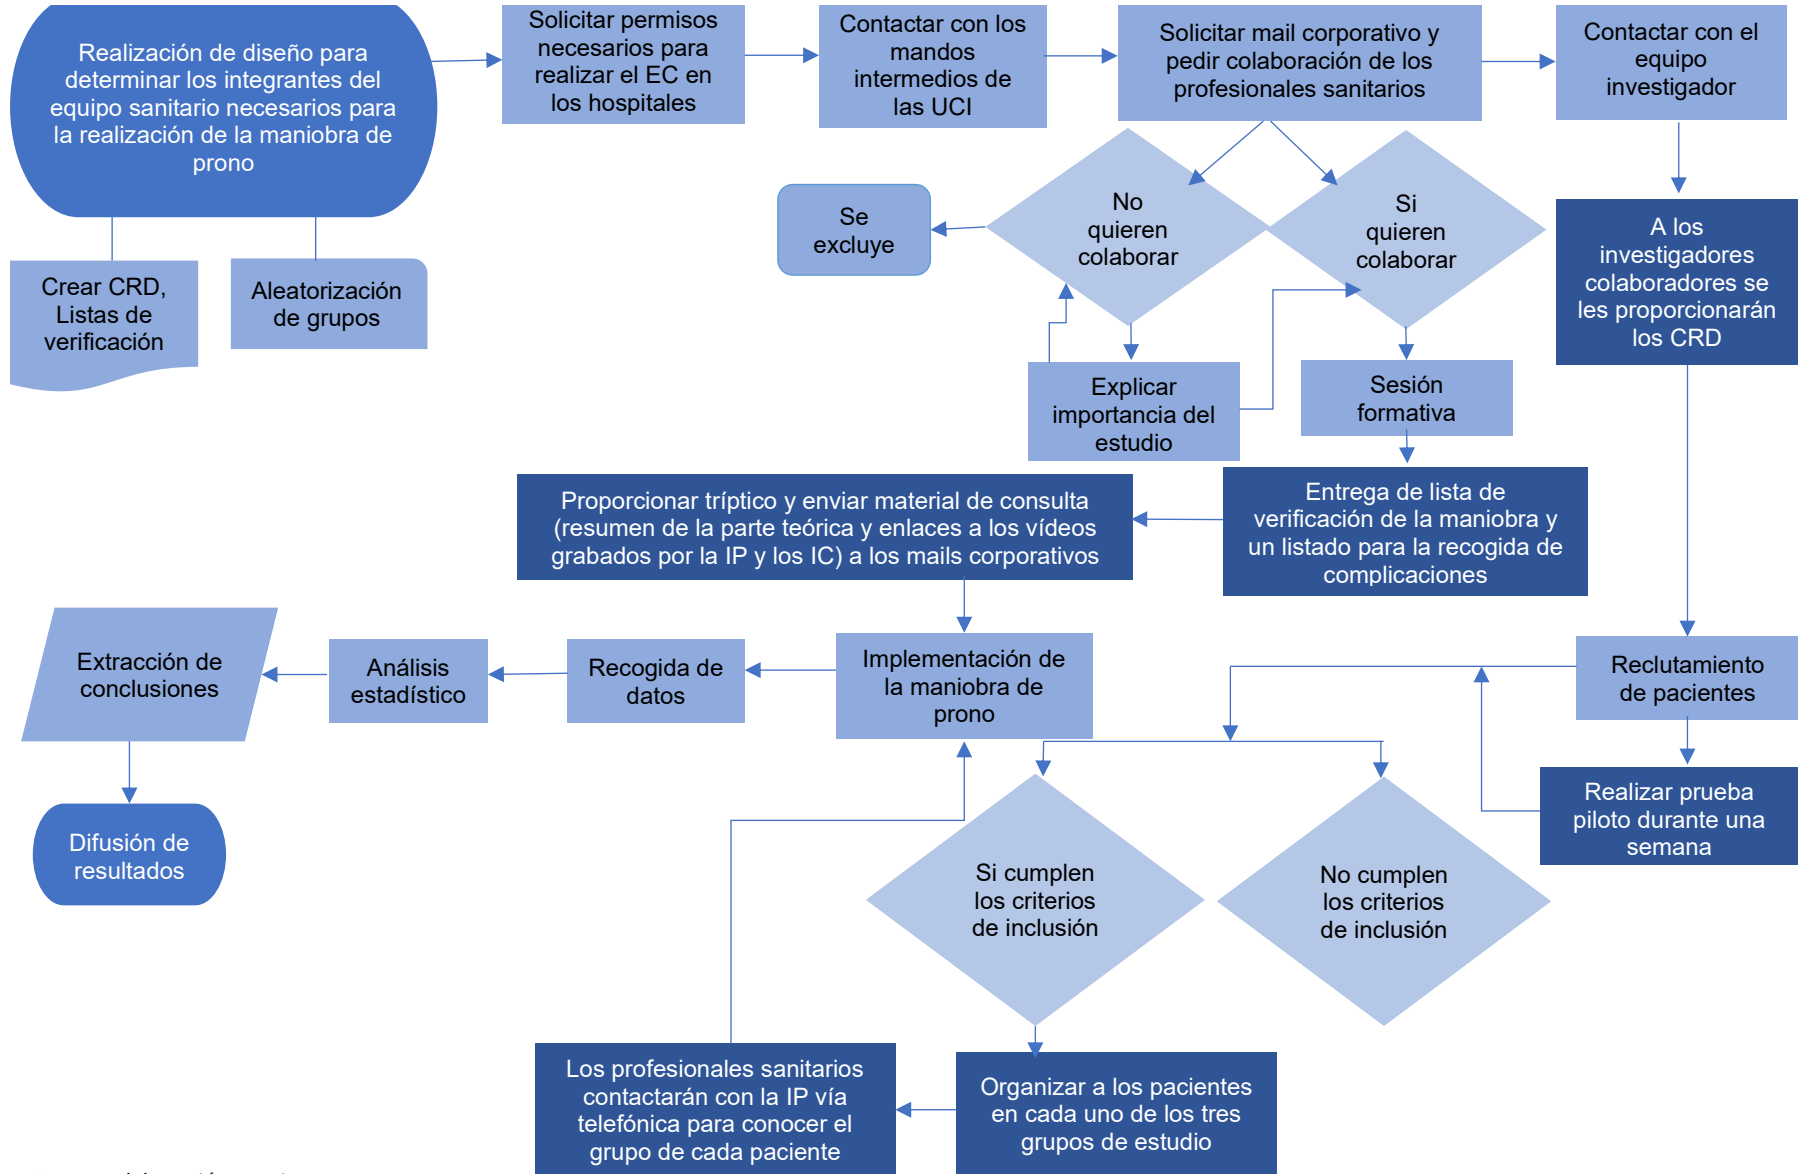 Realización de diseño para
determinar los integrantes del
equipo sanitario necesarios para
la realización de la maniobra de
prono
Solicitar permisos
necesarios para
realizar el EC en
los hospitales
Contactar con los
mandos
intermedios de
las UCI
Solicitar mail corporativo y
pedir colaboración de los
profesionales sanitarios
Contactar con el
equipo
investigador
Crear CRD,
Listas de
verificación
Aleatorización
de grupos
Se
excluye
No
quieren
colaborar
Si
quieren
colaborar
A los
investigadores
colaboradores se
les proporcionarán
los CRD
Explicar
importancia del
estudio
Sesión
formativa
Proporcionar tríptico y enviar material de consulta
(resumen de la parte teórica y enlaces a los vídeos
grabados por la IP y los IC) a los mails corporativos
Entrega de lista de
verificación de la maniobra y
un listado para la recogida de
complicaciones
Extracción de
conclusiones
Análisis
estadístico
Recogida de
datos
Implementación de
la maniobra de
prono
Reclutamiento
de pacientes
Difusión de
resultados
Realizar prueba
piloto durante una
semana
Si cumplen
los criterios
de inclusión
No cumplen
los criterios
de inclusión
Los profesionales sanitarios
contactarán con la IP vía
telefónica para conocer el
grupo de cada paciente
Organizar a los pacientes
en cada uno de los tres
grupos de estudio